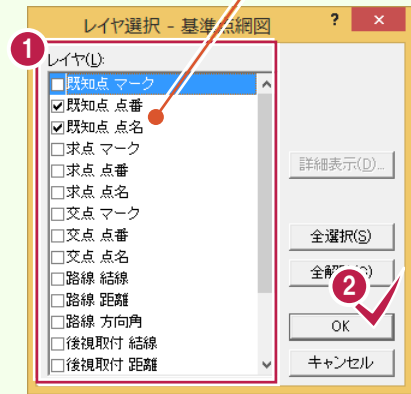 レイヤ選択 - 基準点網図
?
×
1
レイヤ(L):
既知点 マーク
既知点 点番
既知点 点名
求点 マーク
求点 点番
求点 点名
交点 マーク
交点 点番
交点 点名
路線 結線
路線 距離
路線 方向角
後視取付 結線
後視取付 距離
詳細表示(D)...
全選択(S)
2
OK
キャンセル